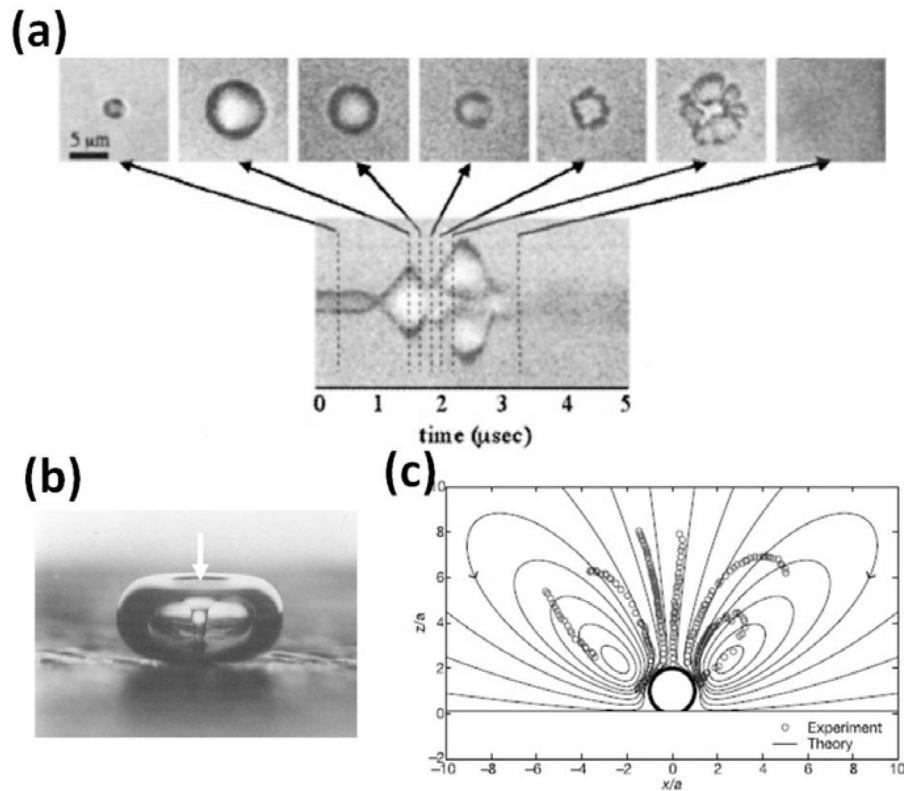 (a)
5 μm
0 1 2 3 4 5
time (μsec)
(b)
(c)
10
8
6
4
2
0
−2
z/a
−10 −8 −6 −4 −2 0 2 4 6 8 10
x/a
Experiment
Theory